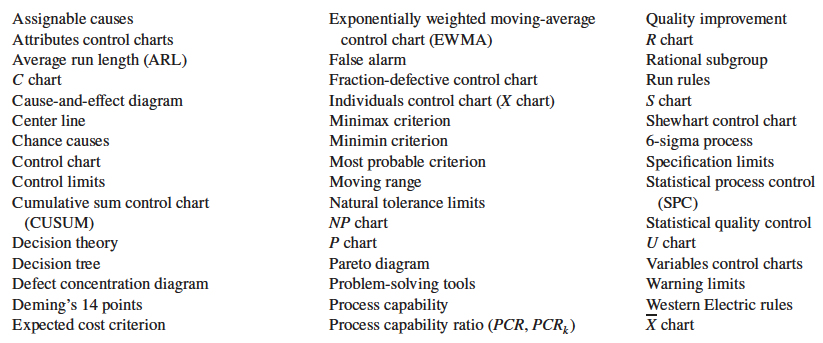 Assignable causes
Attributes control charts
Average run length (ARL)
C chart
Cause-and-effect diagram
Center line
Chance causes
Control chart
Control limits
Cumulative sum control chart
(CUSUM)
Decision theory
Decision tree
Defect concentration diagram
Deming's 14 points
Expected cost criterion
Exponentially weighted moving-average
control chart (EWMA)
False alarm
Fraction-defective control chart
Individuals control chart (X chart)
Minimax criterion
Minimin criterion
Most probable criterion
Moving range
Natural tolerance limits
NP chart
P chart
Pareto diagram
Problem-solving tools
Process capability
Process capability ratio (PCR, PCRₖ)
Quality improvement
R chart
Rational subgroup
Run rules
S chart
Shewhart control chart
6-sigma process
Specification limits
Statistical process control
(SPC)
Statistical quality control
U chart
Variables control charts
Warning limits
Western Electric rules
X̅ chart